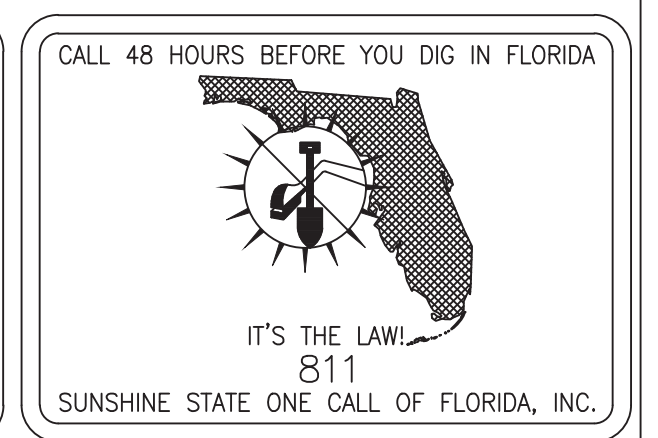 CALL 48 HOURS BEFORE YOU DIG IN FLORIDA
IT'S THE LAW!
811
SUNSHINE STATE ONE CALL OF FLORIDA, INC.